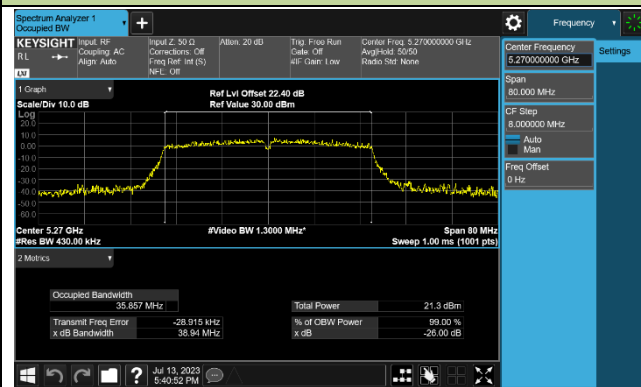 Spectrum Analyzer 1
Occupied BW
Frequency
KEYSIGHT
RL
LXI
Input: RF
Coupling: AC
Align: Auto
Input Z: 50 Ω
Corrections: Off
Freq Ref: Int (S)
NFE: Off
Atten: 20 dB
Trig: Free Run
Gate: Off
#IF Gain: Low
Center Freq: 5.270000000 GHz
Avg|Hold: 50/50
Radio Std: None
1 Graph
Scale/Div 10.0 dB
Ref Lvl Offset 22.40 dB
Ref Value 30.00 dBm
Log
20.0
10.0
0.00
-10.0
-20.0
-30.0
-40.0
-50.0
-60.0
Center 5.27 GHz
#Video BW 1.3000 MHz*
Span 80 MHz
#Res BW 430.00 kHz
Sweep 1.00 ms (1001 pts)
2 Metrics
Occupied Bandwidth
35.857 MHz
Total Power 21.3 dBm
Transmit Freq Error -28.915 kHz
% of OBW Power 99.00 %
x dB Bandwidth 38.94 MHz
x dB -26.00 dB
Center Frequency
5.270000000 GHz
Settings
Span
80.000 MHz
CF Step
8.000000 MHz
Auto
Man
Freq Offset
0 Hz
?
Jul 13, 2023
5:40:52 PM